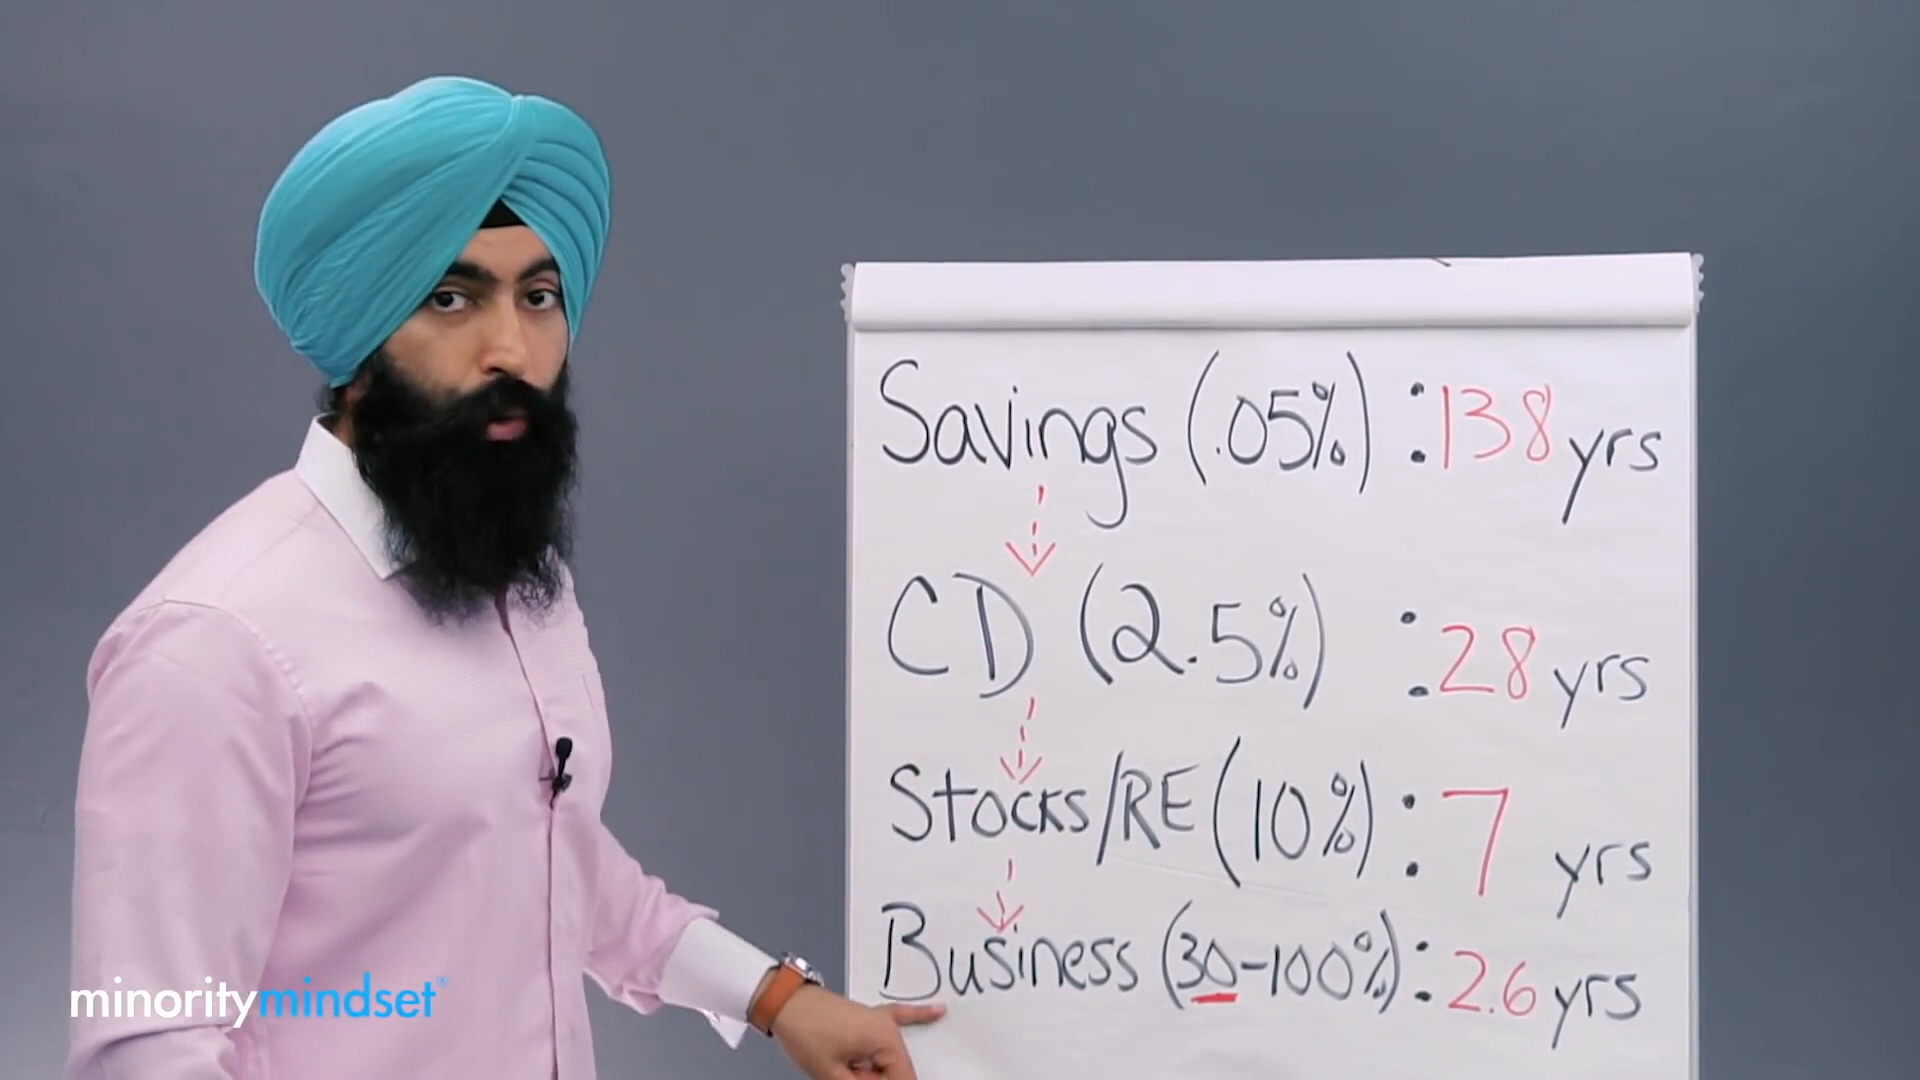 Savings (.05%) : 138 yrs
CD (2.5%) : 28 yrs
Stocks/RE (10%) : 7 yrs
Business (30-100%) : 2.6 yrs
minoritymindset®